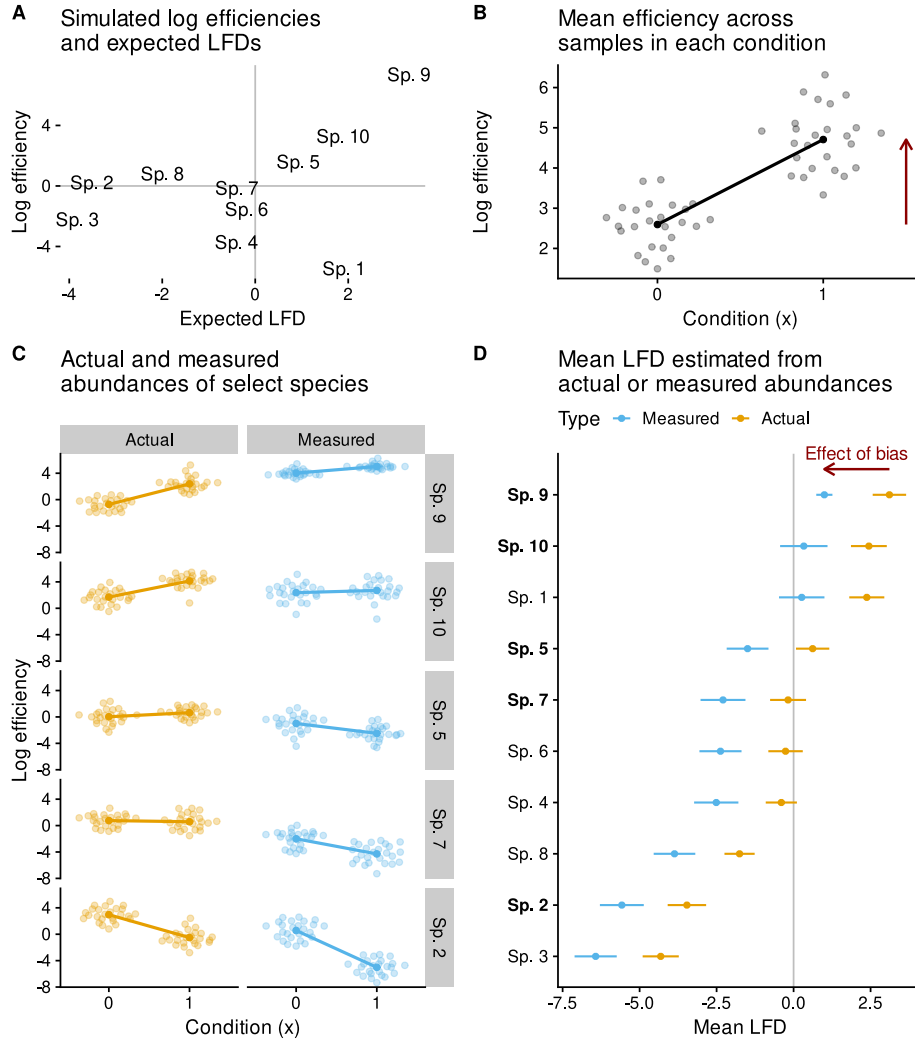 A
Simulated log efficiencies
and expected LFDs
Log efficiency
4
0
-4
Sp. 9
Sp. 10
Sp. 5
Sp. 8
Sp. 2
Sp. 7
Sp. 6
Sp. 3
Sp. 4
Sp. 1
-4
-2
0
2
Expected LFD
B
Mean efficiency across
samples in each condition
Log efficiency
6
5
4
3
2
0
1
Condition (x)
C
Actual and measured
abundances of select species
Actual
Measured
Log efficiency
4
0
-4
-8
Sp. 9
4
0
-4
-8
Sp. 10
4
0
-4
-8
Sp. 5
4
0
-4
-8
Sp. 7
4
0
-4
-8
Sp. 2
0
1
0
1
Condition (x)
D
Mean LFD estimated from
actual or measured abundances
Type Measured Actual
Effect of bias
Sp. 9
Sp. 10
Sp. 1
Sp. 5
Sp. 7
Sp. 6
Sp. 4
Sp. 8
Sp. 2
Sp. 3
-7.5
-5.0
-2.5
0.0
2.5
Mean LFD